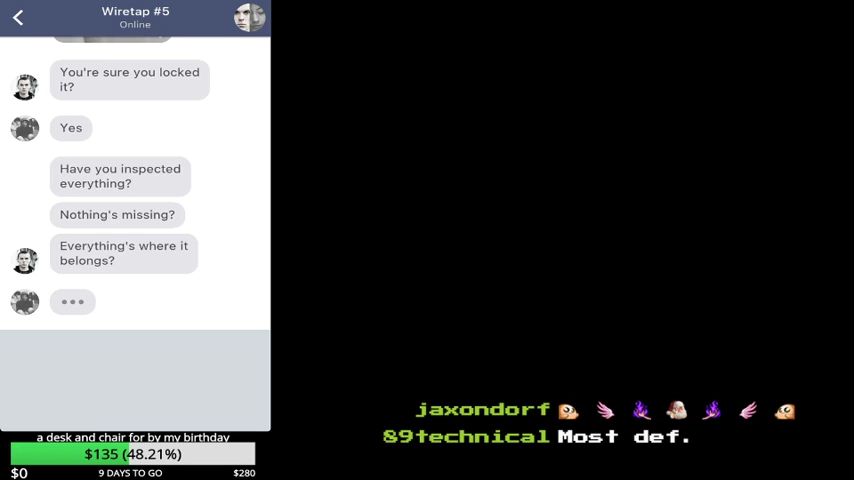 Wiretap #5
Online
You're sure you locked
it?
Yes
Have you inspected
everything?
Nothing's missing?
Everything's where it
belongs?
a desk and chair for by my birthday
$135 (48.21%)
$0
9 DAYS TO GO
$280
jaxondorf
89technical Most def.